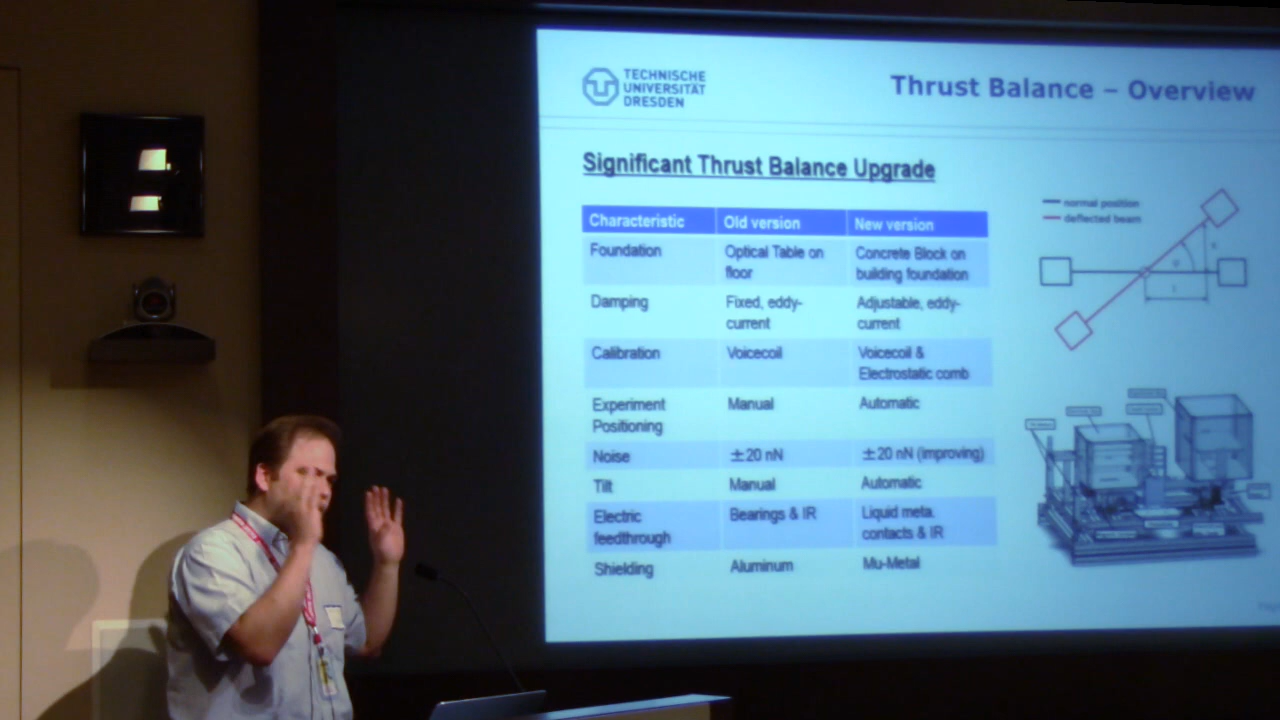 TECHNISCHE
UNIVERSITÄT
DRESDEN
Thrust Balance – Overview
Significant Thrust Balance Upgrade
Characteristic Old version New version
Foundation Optical Table on floor Concrete Block on building foundation
Damping Fixed, eddy-current Adjustable, eddy-current
Calibration Voicecoil Voicecoil & Electrostatic comb
Experiment Positioning Manual Automatic
Noise ±20 nN ±20 nN (improving)
Tilt Manual Automatic
Electric feedthrough Bearings & IR Liquid meta. contacts & IR
Shielding Aluminum Mu-Metal
normal position
deflected beam